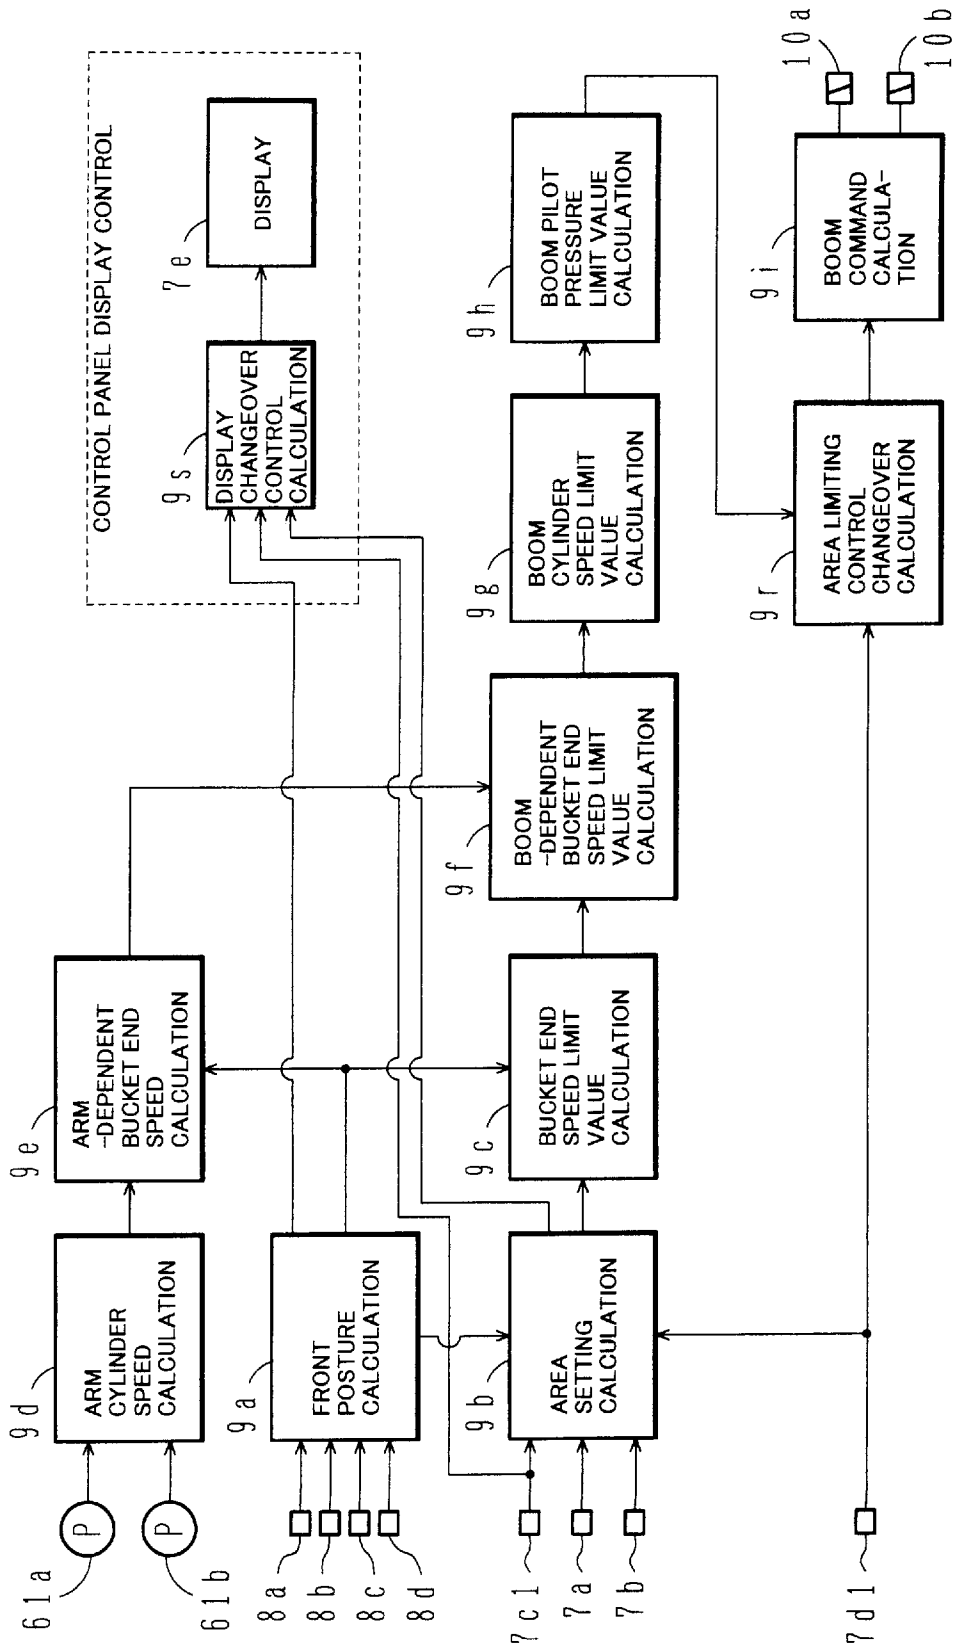 CONTROL PANEL DISPLAY CONTROL
61a
61b
P
P
9d
ARM
CYLINDER
SPEED
CALCULATION
9e
ARM
-DEPENDENT
BUCKET END
SPEED
CALCULATION
9s
DISPLAY
CHANGEOVER
CONTROL
CALCULATION
7e
DISPLAY
8a
8b
8c
8d
9a
FRONT
POSTURE
CALCULATION
7c1
7a
7b
9b
AREA
SETTING
CALCULATION
9c
BUCKET END
SPEED LIMIT
VALUE
CALCULATION
9f
BOOM
-DEPENDENT
BUCKET END
SPEED LIMIT
VALUE
CALCULATION
9g
BOOM
CYLINDER
SPEED LIMIT
VALUE
CALCULATION
9h
BOOM PILOT
PRESSURE
LIMIT VALUE
CALCULATION
7d1
9r
AREA LIMITING
CONTROL
CHANGEOVER
CALCULATION
9i
BOOM
COMMAND
CALCULA-
TION
10a
10b